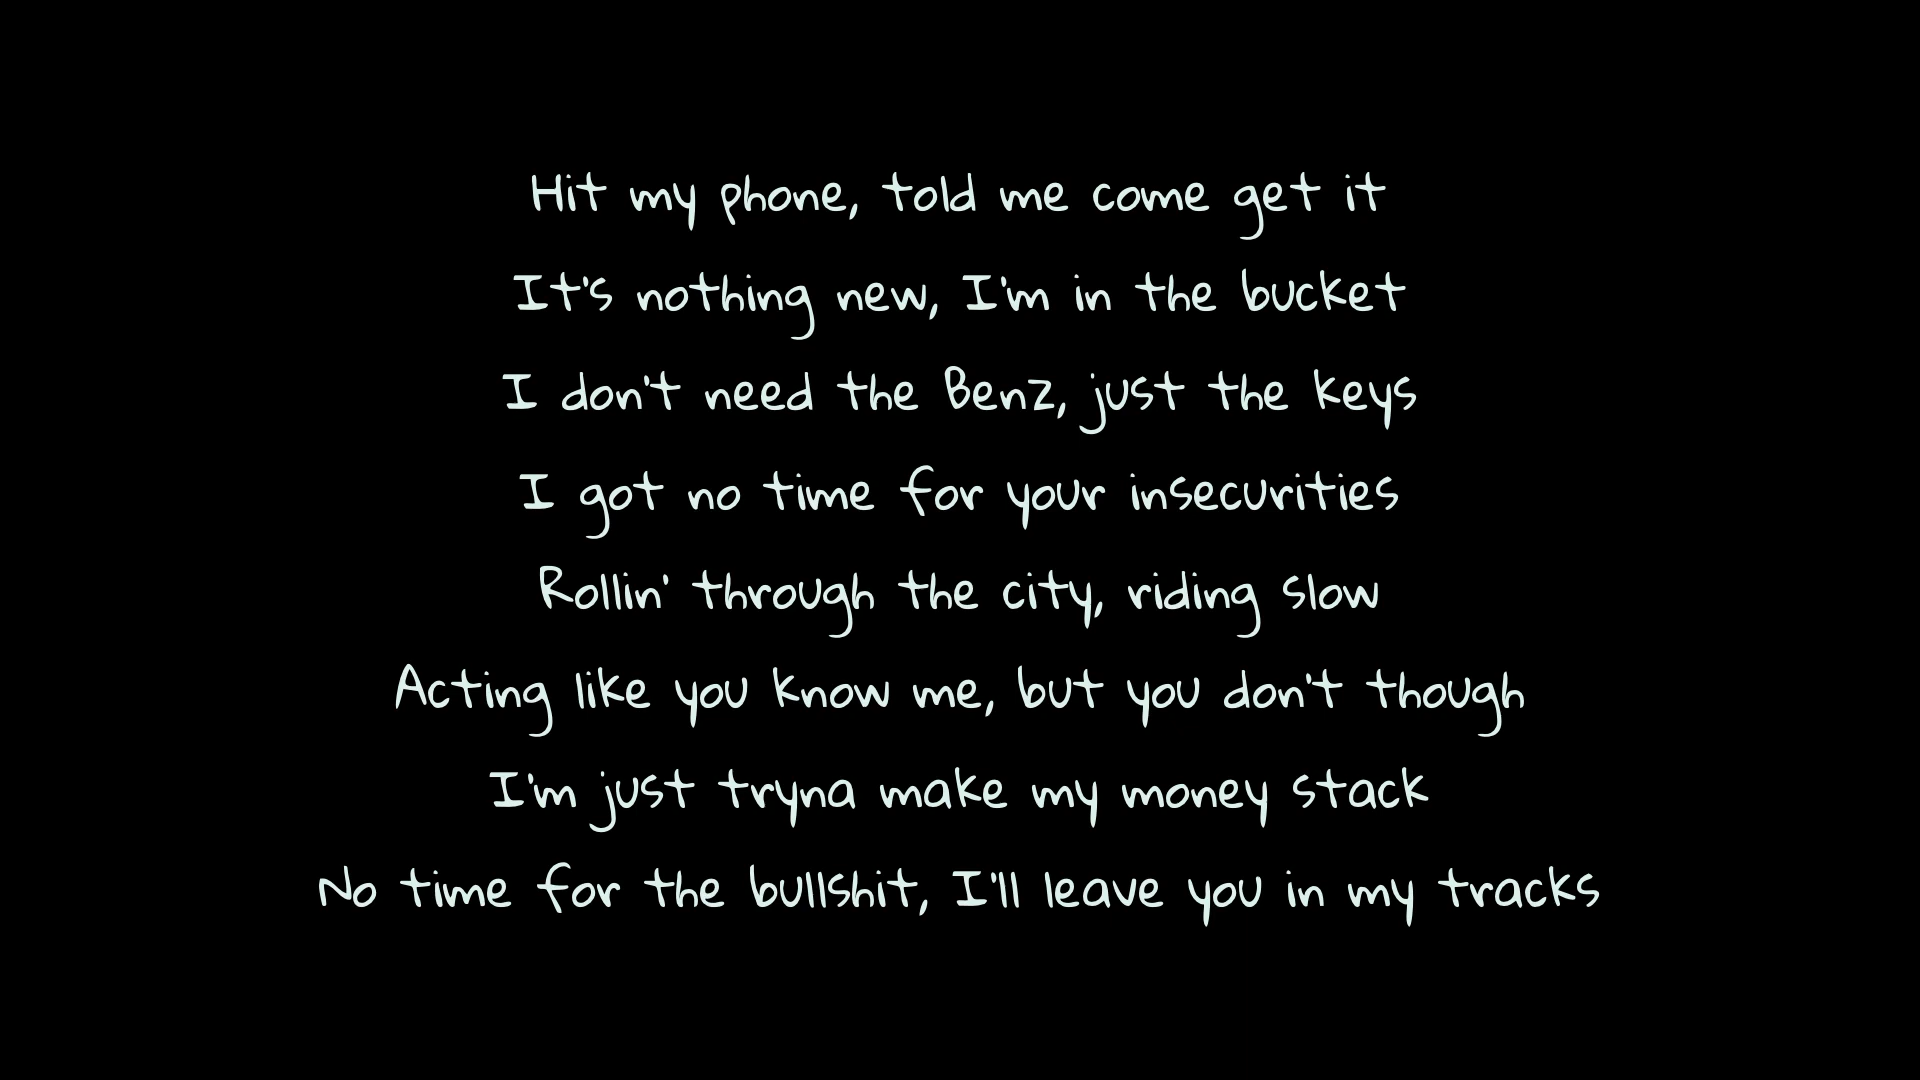 Hit my phone, told me come get it
It's nothing new, I'm in the bucket
I don't need the Benz, just the keys
I got no time for your insecurities
Rollin' through the city, riding slow
Acting like you know me, but you don't though
I'm just tryna make my money stack
No time for the bullshit, I'll leave you in my tracks